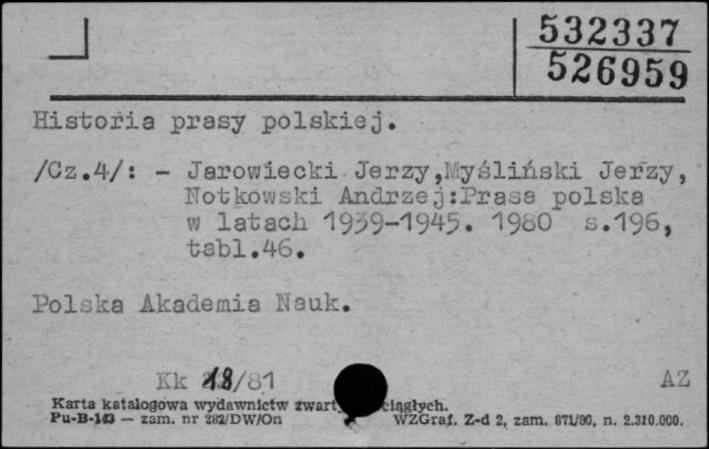 532337
526959
Historia prasy polskiej.
/Cz.4/: - Jarowiecki Jerzy,Myśliński Jerzy,
Notkowski Andrzej:Prasa polska
w latach 1939-1945. 1980 s.196,
tabl.46.
Polska Akademia Nauk.
Kk 18/81 AZ
Karta katalogowa wydawnictw zwart ciągłych.
Pu-B-143 — zam. nr 282/DW/On WZGraf. Z-d 2, zam. 871/80, n. 2.310.000.